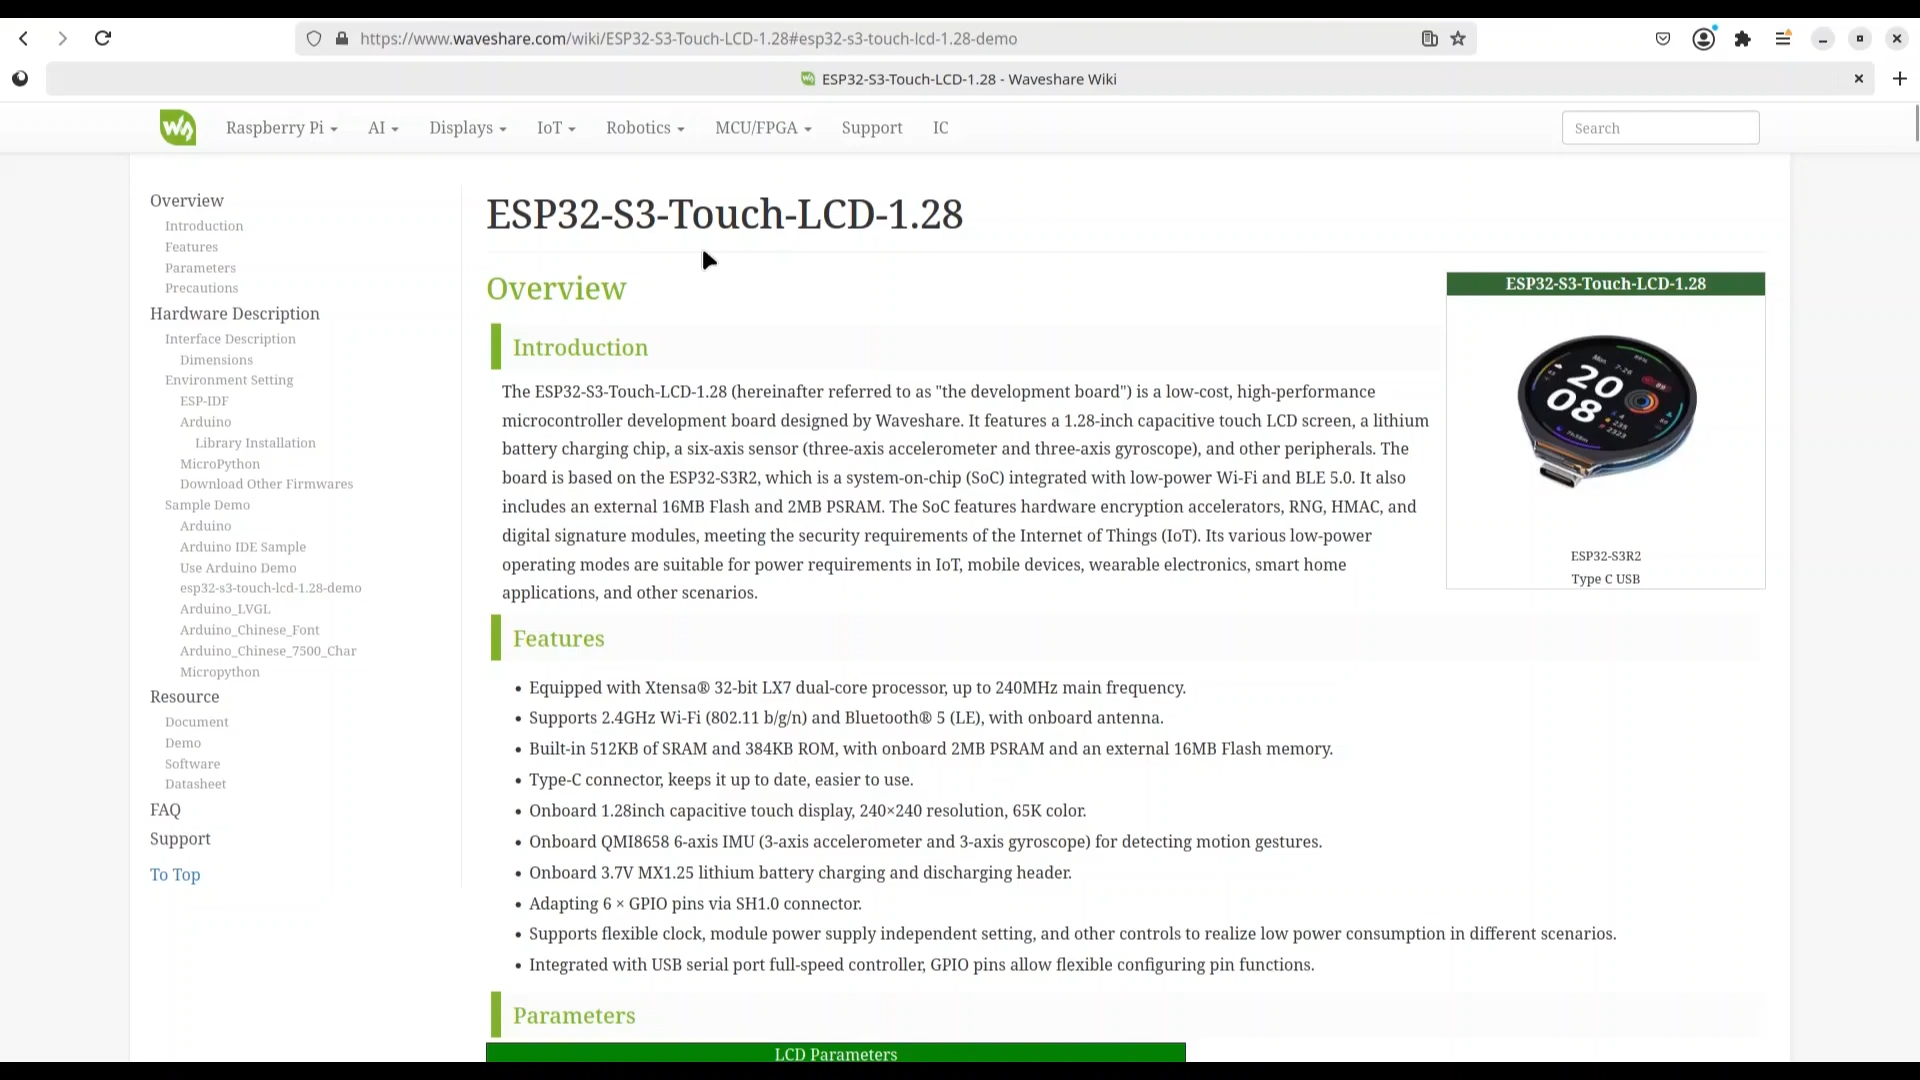 https://www.waveshare.com/wiki/ESP32-S3-Touch-LCD-1.28#esp32-s3-touch-lcd-1.28-demo
ESP32-S3-Touch-LCD-1.28 - Waveshare Wiki
Raspberry Pi
AI
Displays
IoT
Robotics
MCU/FPGA
Support
IC
Search
Overview
Introduction
Features
Parameters
Precautions
Hardware Description
Interface Description
Dimensions
Environment Setting
ESP-IDF
Arduino
Library Installation
MicroPython
Download Other Firmwares
Sample Demo
Arduino
Arduino IDE Sample
Use Arduino Demo
esp32-s3-touch-lcd-1.28-demo
Arduino_LVGL
Arduino_Chinese_Font
Arduino_Chinese_7500_Char
Micropython
Resource
Document
Demo
Software
Datasheet
FAQ
Support
To Top
ESP32-S3-Touch-LCD-1.28
Overview
Introduction
The ESP32-S3-Touch-LCD-1.28 (hereinafter referred to as "the development board") is a low-cost, high-performance
microcontroller development board designed by Waveshare. It features a 1.28-inch capacitive touch LCD screen, a lithium
battery charging chip, a six-axis sensor (three-axis accelerometer and three-axis gyroscope), and other peripherals. The
board is based on the ESP32-S3R2, which is a system-on-chip (SoC) integrated with low-power Wi-Fi and BLE 5.0. It also
includes an external 16MB Flash and 2MB PSRAM. The SoC features hardware encryption accelerators, RNG, HMAC, and
digital signature modules, meeting the security requirements of the Internet of Things (IoT). Its various low-power
operating modes are suitable for power requirements in IoT, mobile devices, wearable electronics, smart home
applications, and other scenarios.
Features
• Equipped with Xtensa® 32-bit LX7 dual-core processor, up to 240MHz main frequency.
• Supports 2.4GHz Wi-Fi (802.11 b/g/n) and Bluetooth® 5 (LE), with onboard antenna.
• Built-in 512KB of SRAM and 384KB ROM, with onboard 2MB PSRAM and an external 16MB Flash memory.
• Type-C connector, keeps it up to date, easier to use.
• Onboard 1.28inch capacitive touch display, 240×240 resolution, 65K color.
• Onboard QMI8658 6-axis IMU (3-axis accelerometer and 3-axis gyroscope) for detecting motion gestures.
• Onboard 3.7V MX1.25 lithium battery charging and discharging header.
• Adapting 6 × GPIO pins via SH1.0 connector.
• Supports flexible clock, module power supply independent setting, and other controls to realize low power consumption in different scenarios.
• Integrated with USB serial port full-speed controller, GPIO pins allow flexible configuring pin functions.
Parameters
LCD Parameters
ESP32-S3-Touch-LCD-1.28
Mon
7-26
20
08
ESP32-S3R2
Type C USB